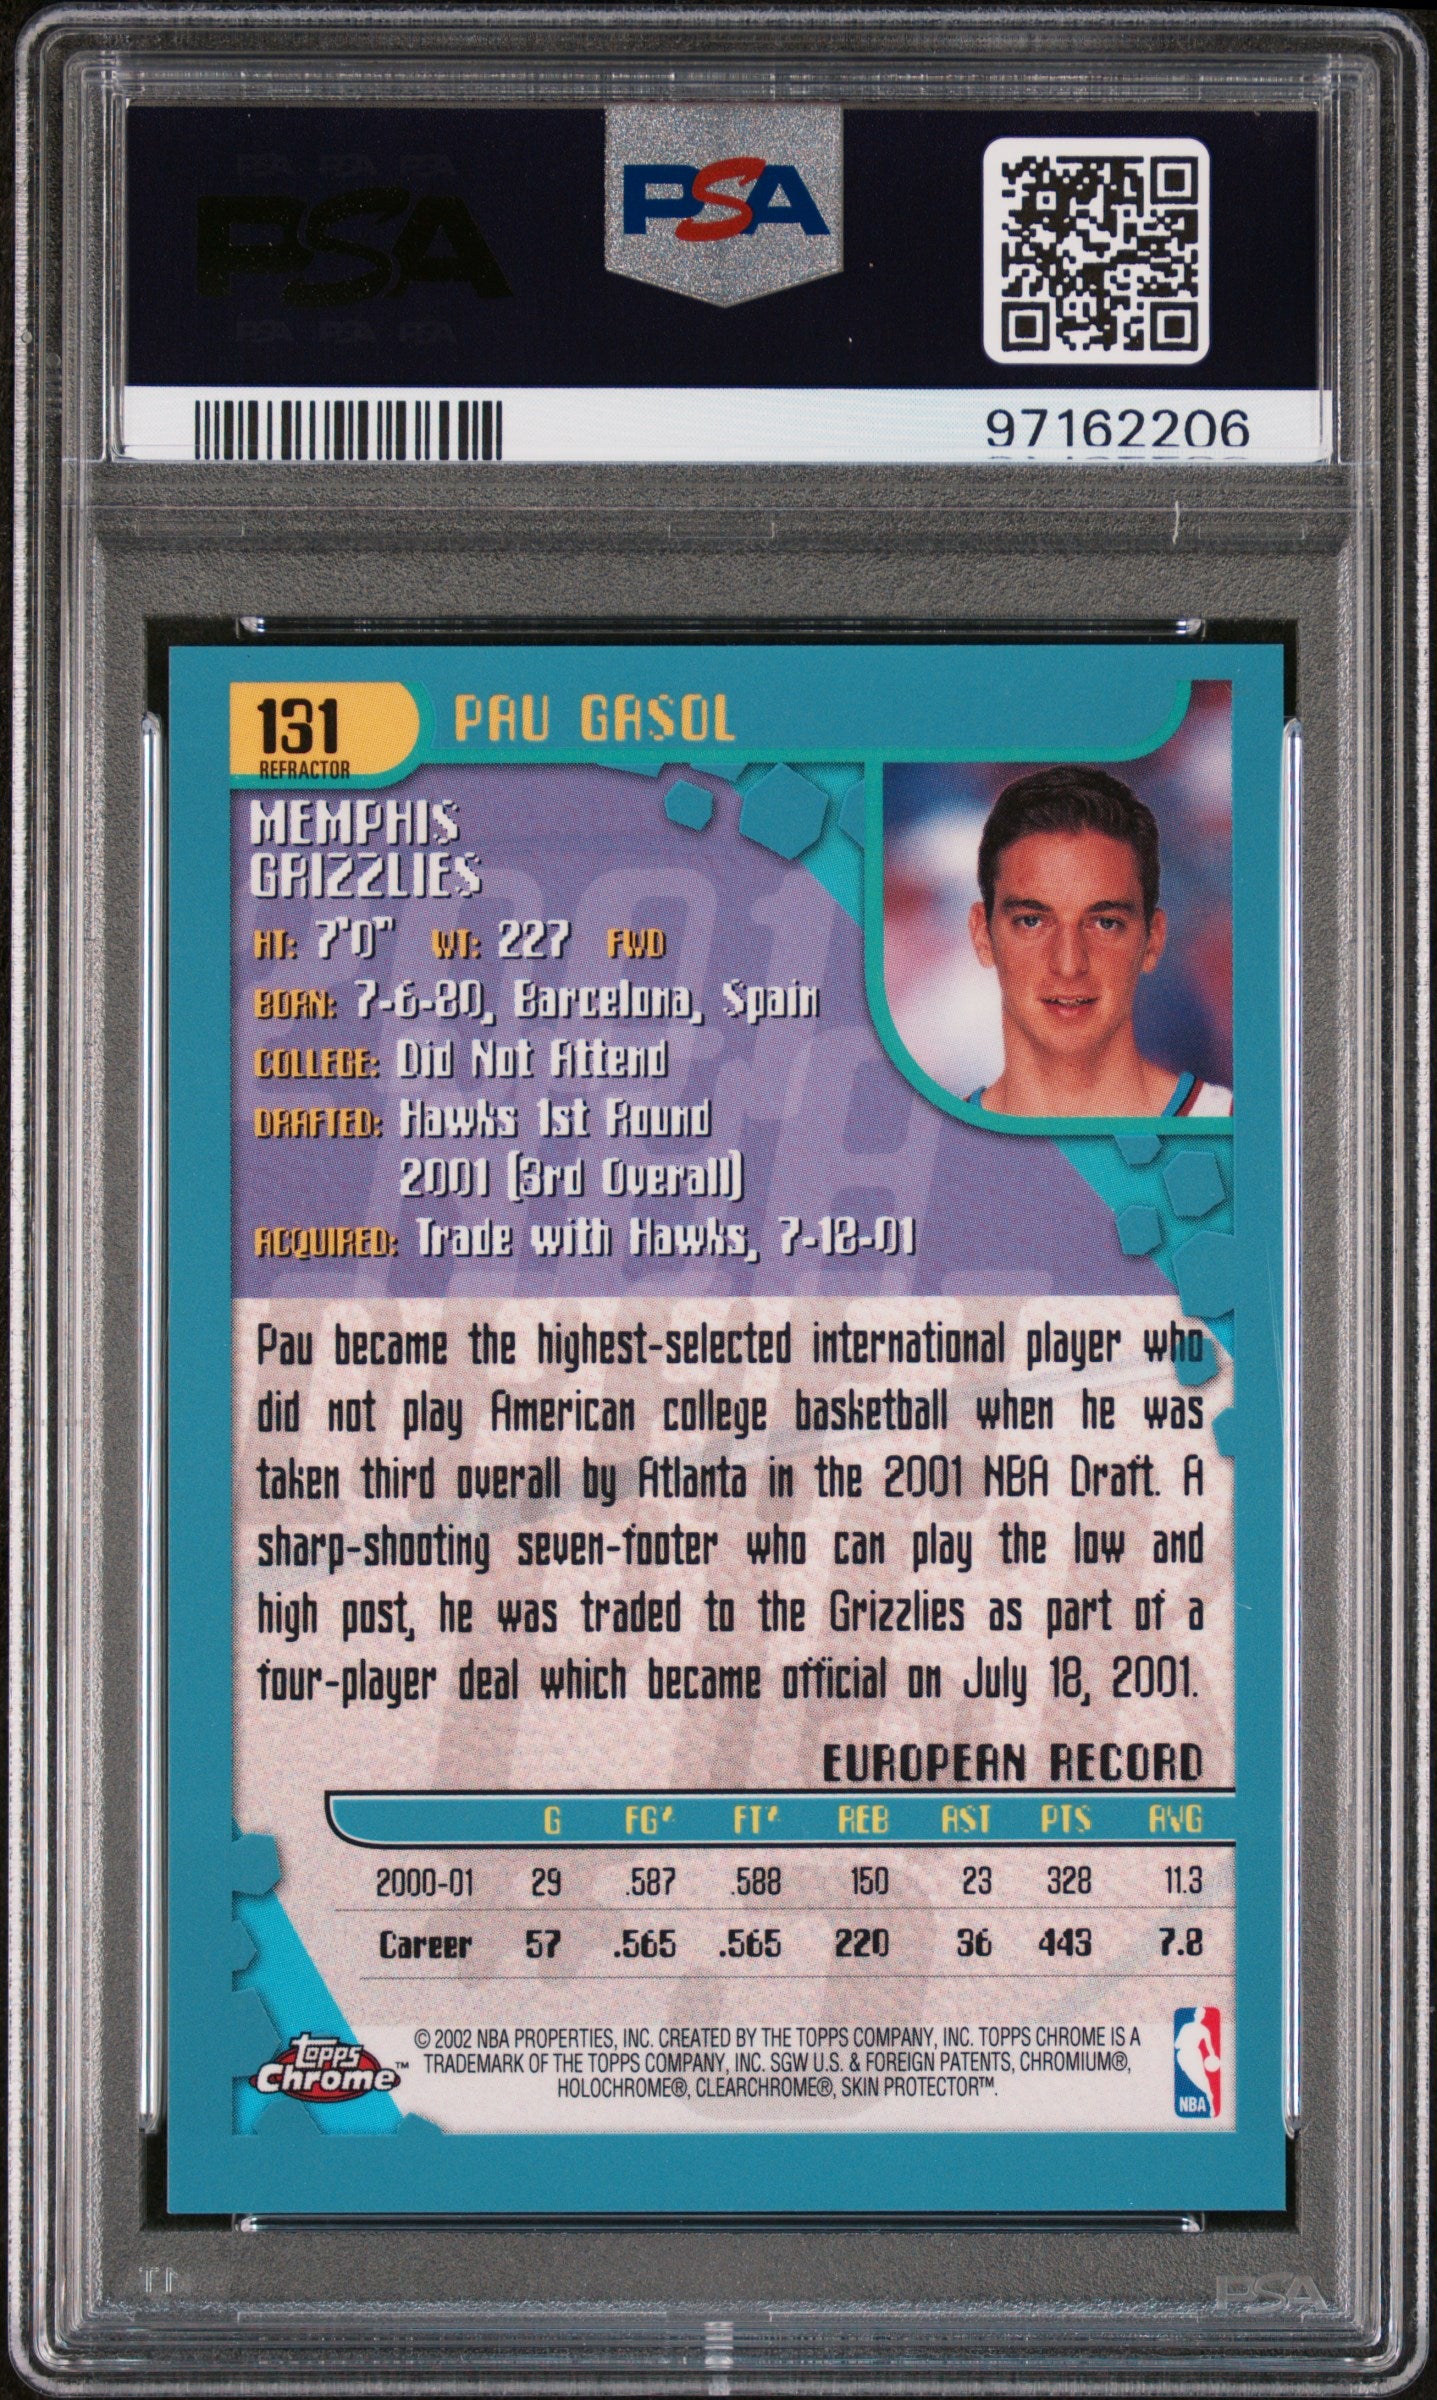 PSA PSA PSA
PSA
PSA PSA PSA
PSA
97162206
131
REFRACTOR
PAU GASOL
MEMPHIS
GRIZZLIES
HT: 7'0" WT: 227 FWD
BORN: 7-6-80, Barcelona, Spain
COLLEGE: Did Not Attend
DRAFTED: Hawks 1st Round
2001 (3rd Overall)
ACQUIRED: Trade with Hawks, 7-18-01
Pau became the highest-selected international player who
did not play American college basketball when he was
taken third overall by Atlanta in the 2001 NBA Draft. A
sharp-shooting seven-footer who can play the low and
high post, he was traded to the Grizzlies as part of a
four-player deal which became official on July 18, 2001.
EUROPEAN RECORD
G FG% FT% REB AST PTS AVG
2000-01 29 .587 .588 150 23 328 11.3
Career 57 .565 .565 220 36 443 7.8
topps
Chrome™
© 2002 NBA PROPERTIES, INC. CREATED BY THE TOPPS COMPANY, INC. TOPPS CHROME IS A
TRADEMARK OF THE TOPPS COMPANY, INC. SGW U.S. & FOREIGN PATENTS, CHROMIUM®,
HOLOCHROME®, CLEARCHROME®, SKIN PROTECTOR™.
NBA
PSA